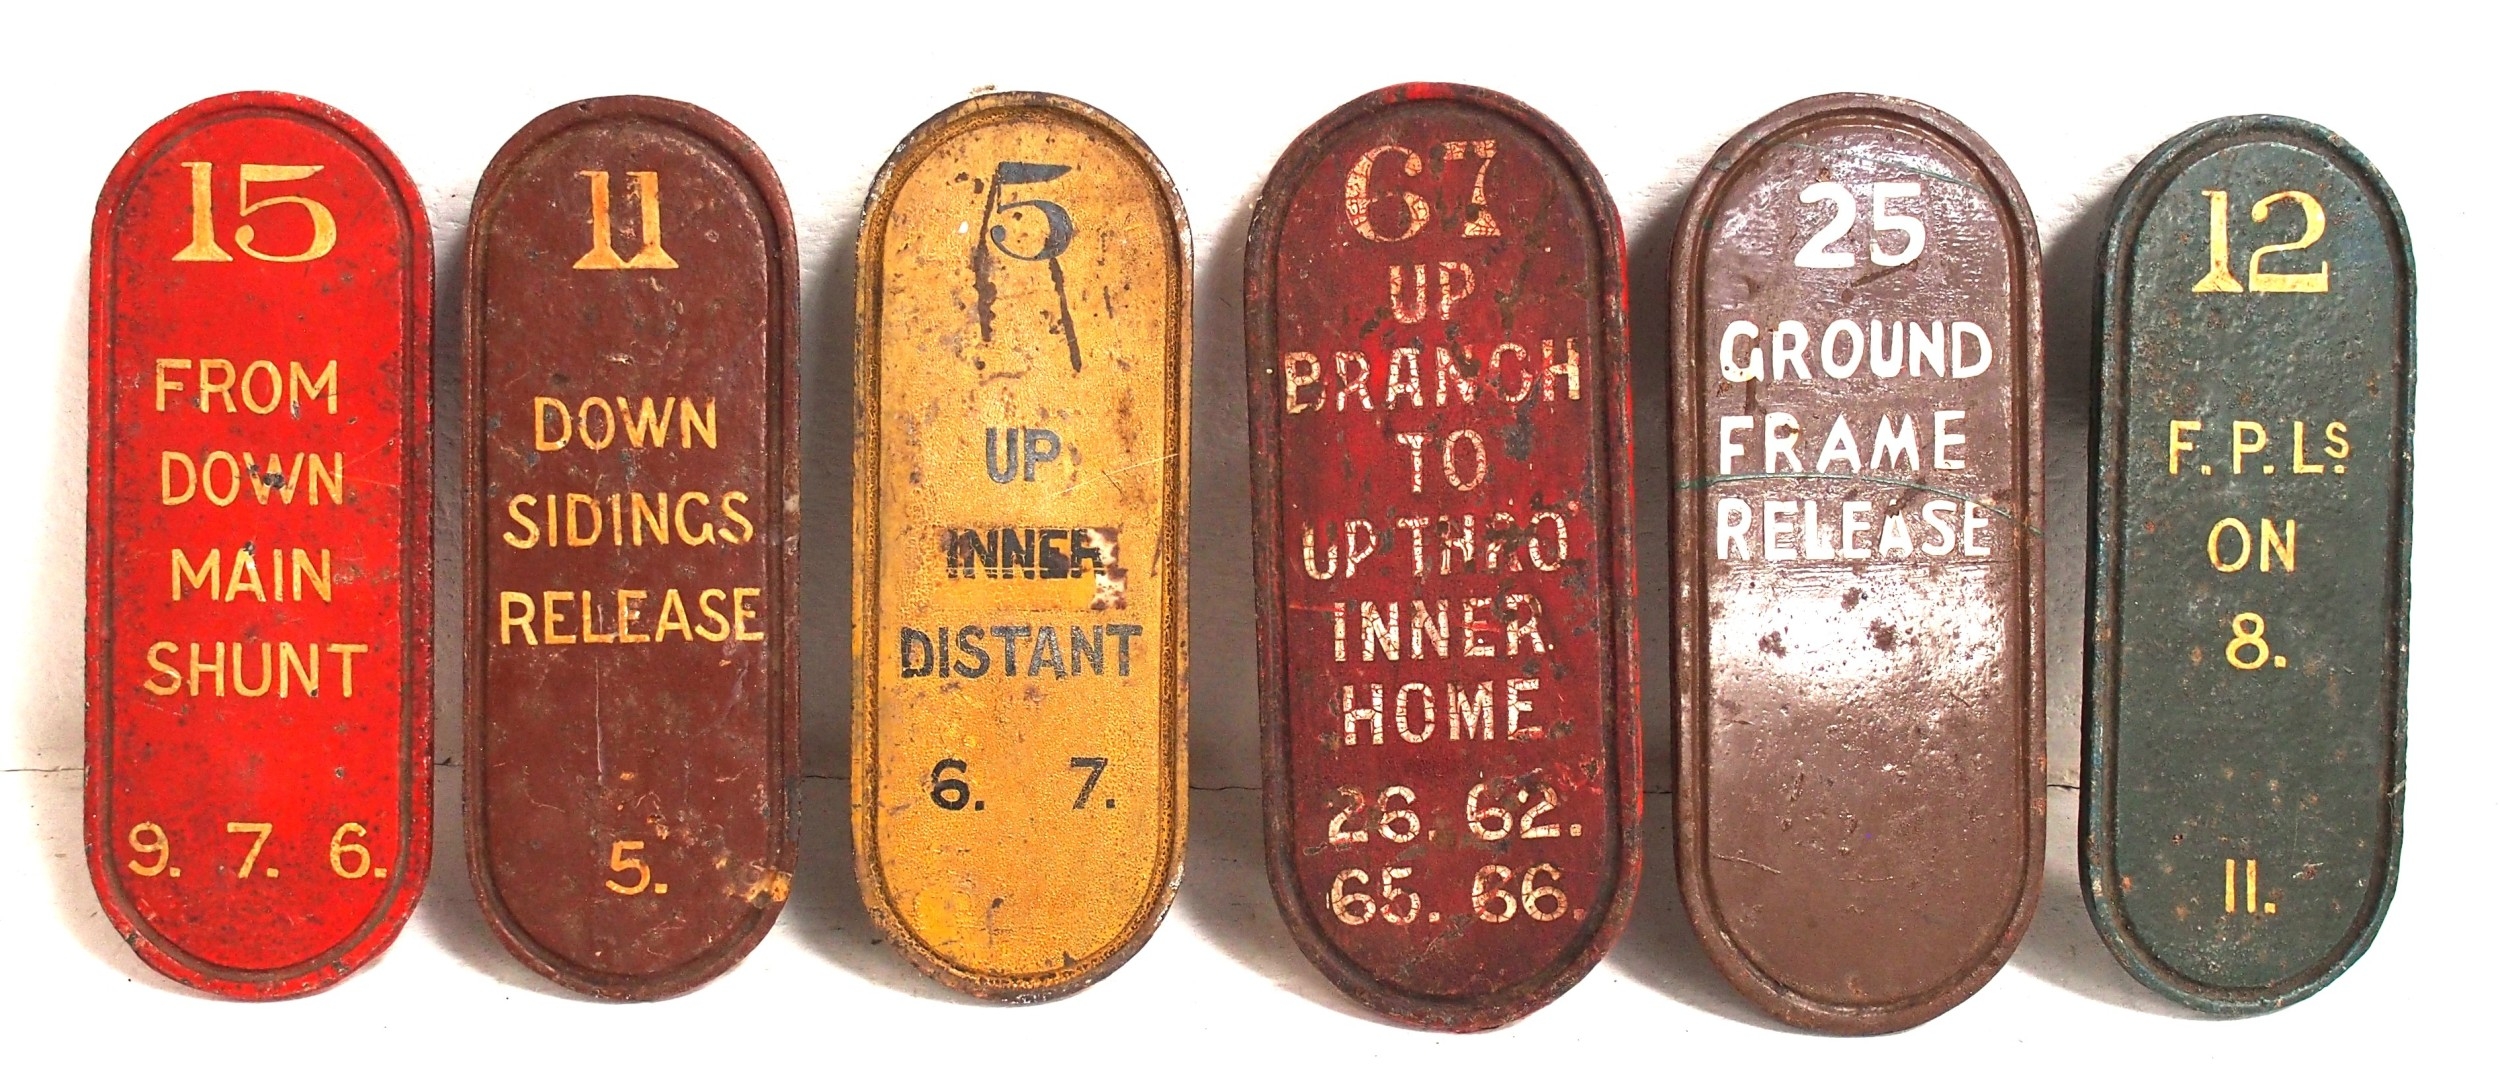 15
FROM
DOWN
MAIN
SHUNT
9. 7. 6.
11
DOWN
SIDINGS
RELEASE
5.
5
UP
INNER
DISTANT
6. 7.
67
UP
BRANCH
TO
UP THRO
INNER
HOME
26. 62.
65. 66.
25
GROUND
FRAME
RELEASE
12
F. P. Ls.
ON
8.
11.